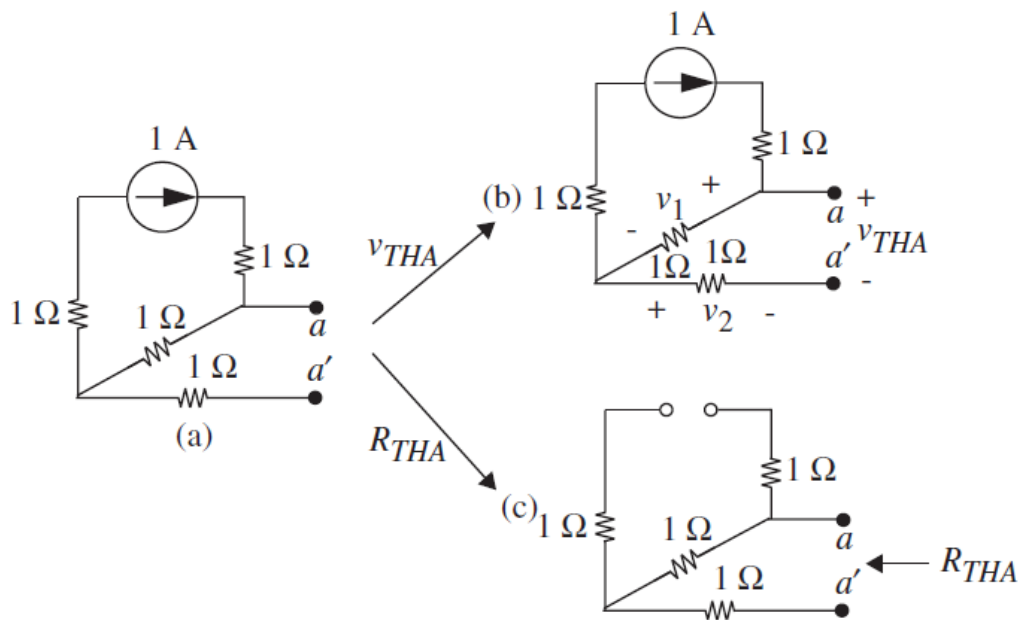 1 A
1 Ω
1 Ω
1 Ω
1 Ω
a
a′
(a)
v_THA
R_THA
1 A
(b)
1 Ω
1 Ω
+
v_1
-
1Ω
1Ω
+
v_2
-
a
a′
+
v_THA
-
(c)
1 Ω
1 Ω
1 Ω
1 Ω
a
a′
R_THA